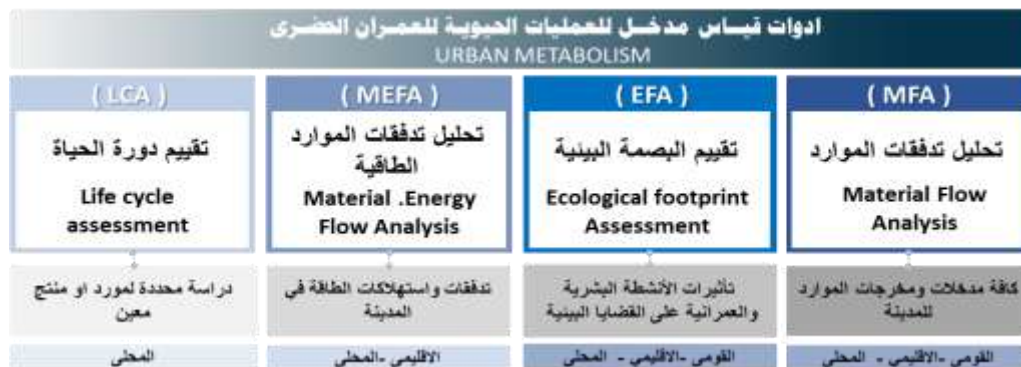 ادوات قياس مدخل للعمليات الحيوية للعمران الحضرى
URBAN METABOLISM
( MFA )
تحليل تدفقات الموارد
Material Flow
Analysis
كافة مدخلات ومخرجات الموارد
للمدينة
القومى -الاقليمى - المحلى
( EFA )
تقييم البصمة البيئية
Ecological footprint
Assessment
تأثيرات الأنشطة البشرية
والعمرانية على القضايا البيئية
القومى -الاقليمى - المحلى
( MEFA )
تحليل تدفقات الموارد
الطاقية
Material .Energy
Flow Analysis
تدفقات واستهلاكات الطاقة في
المدينة
الاقليمى -المحلى
( LCA )
تقييم دورة الحياة
Life cycle
assessment
دراسة محددة لمورد او منتج
معين
المحلى